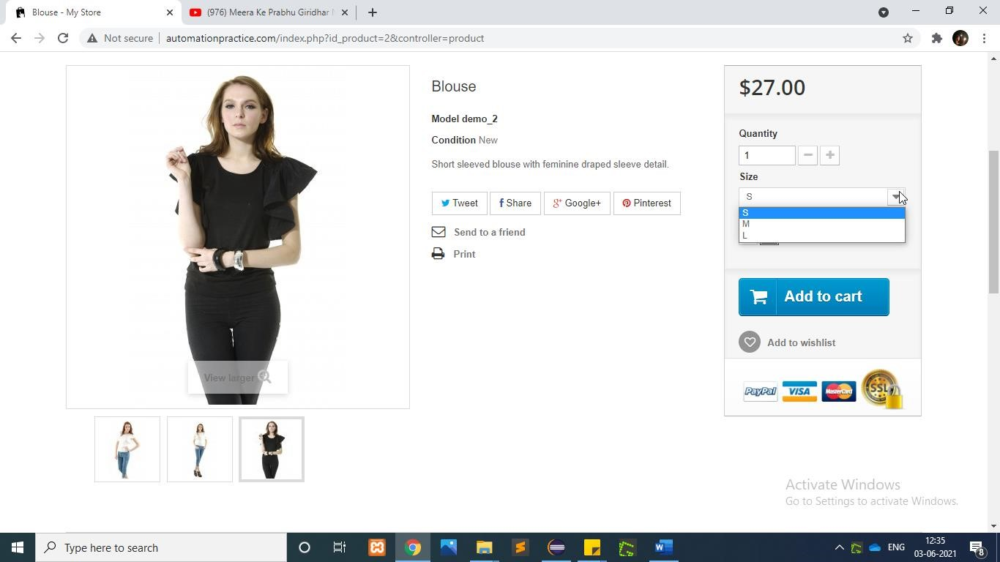 Blouse - My Store
(976) Meera Ke Prabhu Giridhar
Not secure
automationpractice.com/index.php?id_product=2&controller=product
Blouse
Model demo_2
Condition New
Short sleeved blouse with feminine draped sleeve detail.
Tweet
Share
Google+
Pinterest
Send to a friend
Print
View larger
$27.00
Quantity
1
Size
S
S
M
L
Add to cart
Add to wishlist
PayPal
VISA
MasterCard
SSL
Activate Windows
Go to Settings to activate Windows.
Type here to search
ENG
12:35
03-06-2021
8